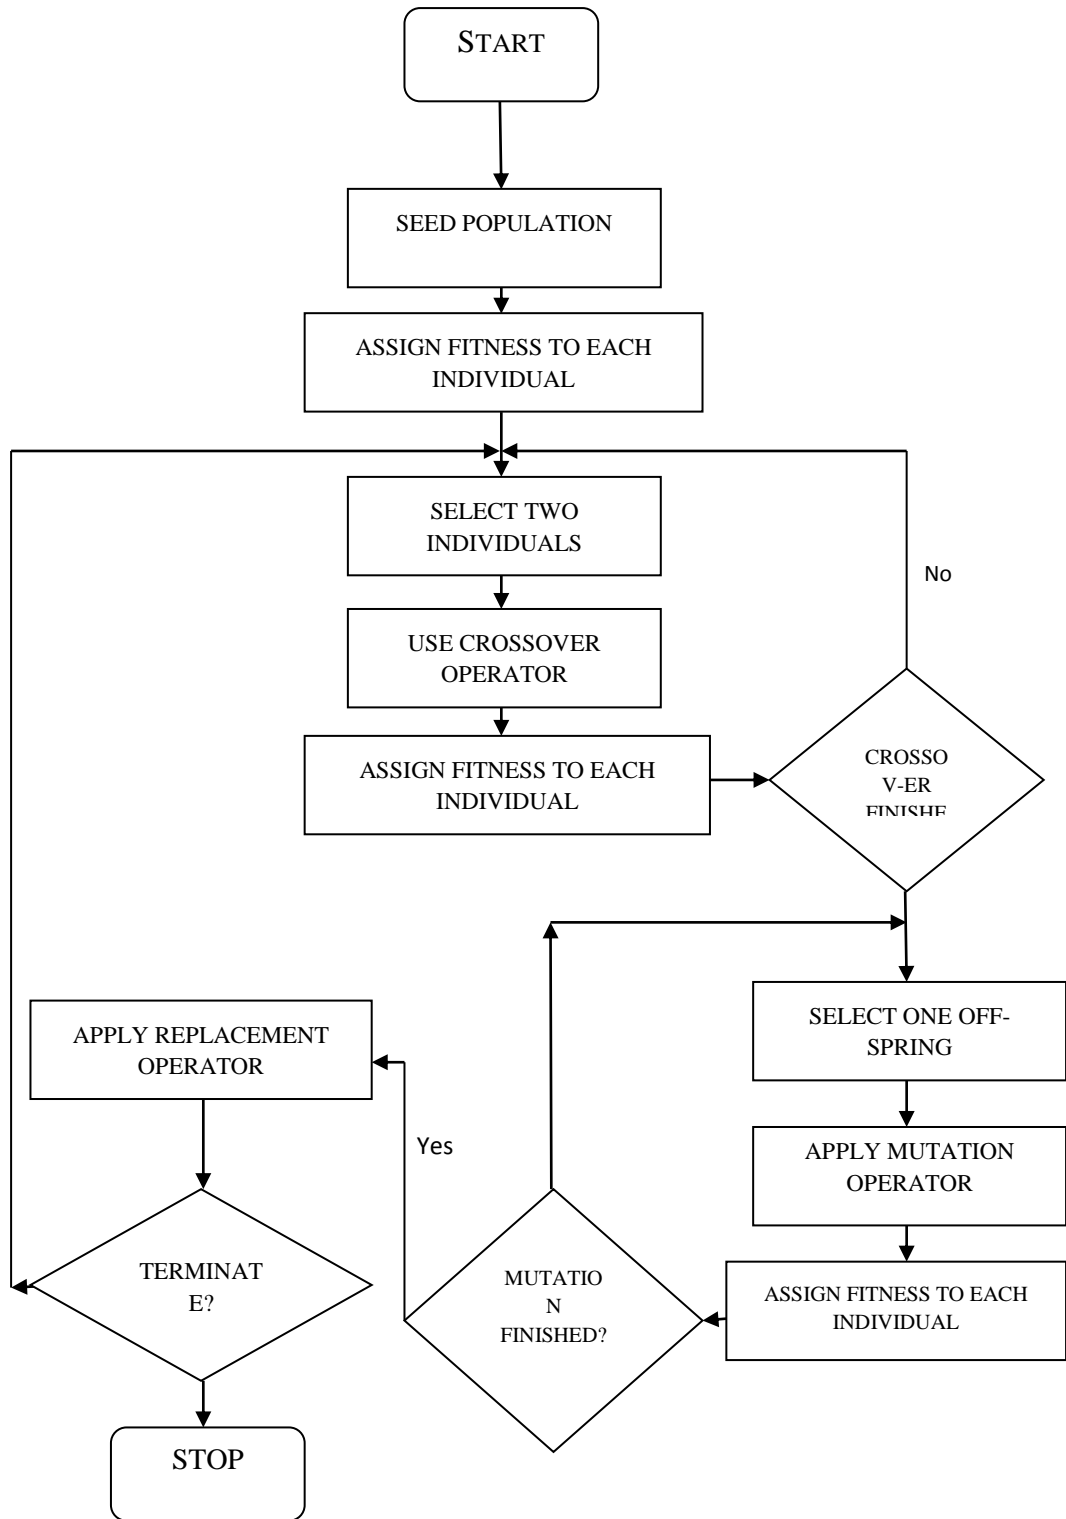 START
SEED POPULATION
ASSIGN FITNESS TO EACH
INDIVIDUAL
SELECT TWO
INDIVIDUALS
No
USE CROSSOVER
OPERATOR
ASSIGN FITNESS TO EACH
INDIVIDUAL
CROSSO
V-ER
FINISHE
SELECT ONE OFF-
SPRING
APPLY MUTATION
OPERATOR
ASSIGN FITNESS TO EACH
INDIVIDUAL
MUTATIO
N
FINISHED?
Yes
APPLY REPLACEMENT
OPERATOR
TERMINAT
E?
STOP